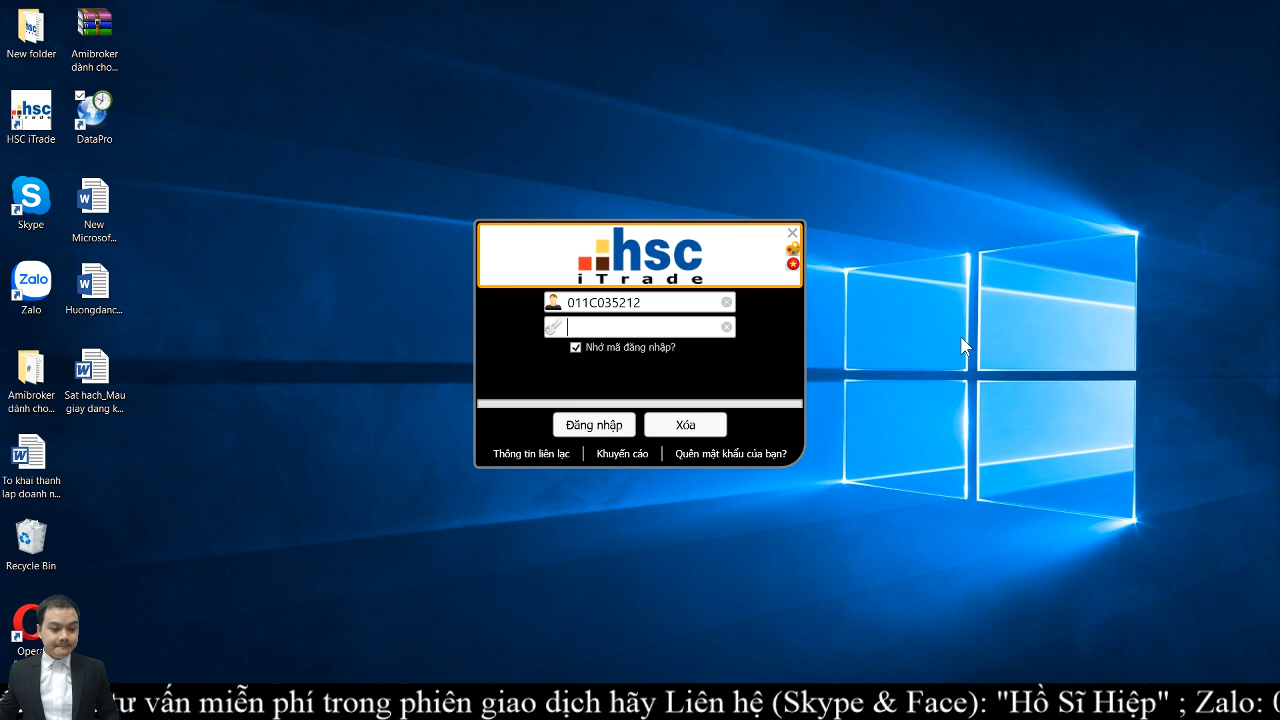 New folder
Amibroker
dành cho...
hsc
HSC iTrade
DataPro
Skype
New
Microsof...
Zalo
Zalo
Huongdanc...
Amibroker
dành cho...
Sat hach_Mau
giay dang k...
To khai thanh
lap doanh n...
Recycle Bin
Opera
hsc
iTrade
011C035212
Nhớ mã đăng nhập?
Đăng nhập
Xóa
Thông tin liên lạc
Khuyến cáo
Quên mật khẩu của bạn?
vấn miễn phí trong phiên giao dịch hãy Liên hệ (Skype & Face): "Hồ Sĩ Hiệp" ; Zalo: